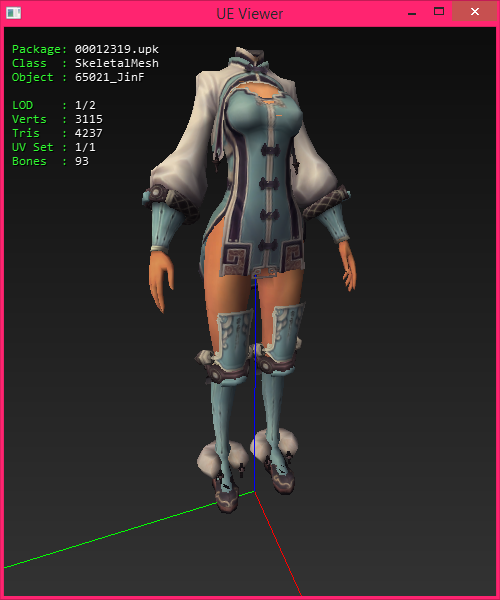 UE Viewer
Package: 00012319.upk
Class : SkeletalMesh
Object : 65021_JinF
LOD : 1/2
Verts : 3115
Tris : 4237
UV Set : 1/1
Bones : 93